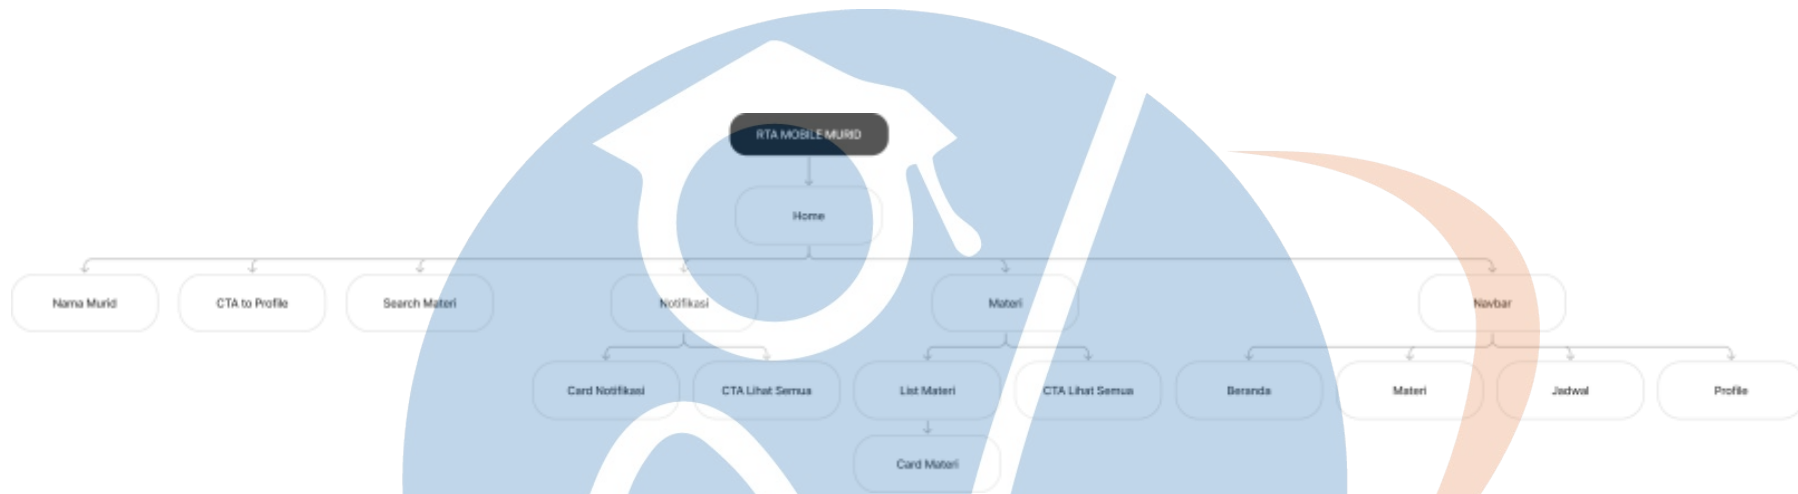 RTA MOBILE MURID
Home
Nama Murid
CTA to Profile
Search Materi
Notifikasi
Materi
Navbar
Card Notifikasi
CTA Lihat Semua
List Materi
CTA Lihat Semua
Beranda
Materi
Jadwal
Profile
Card Materi